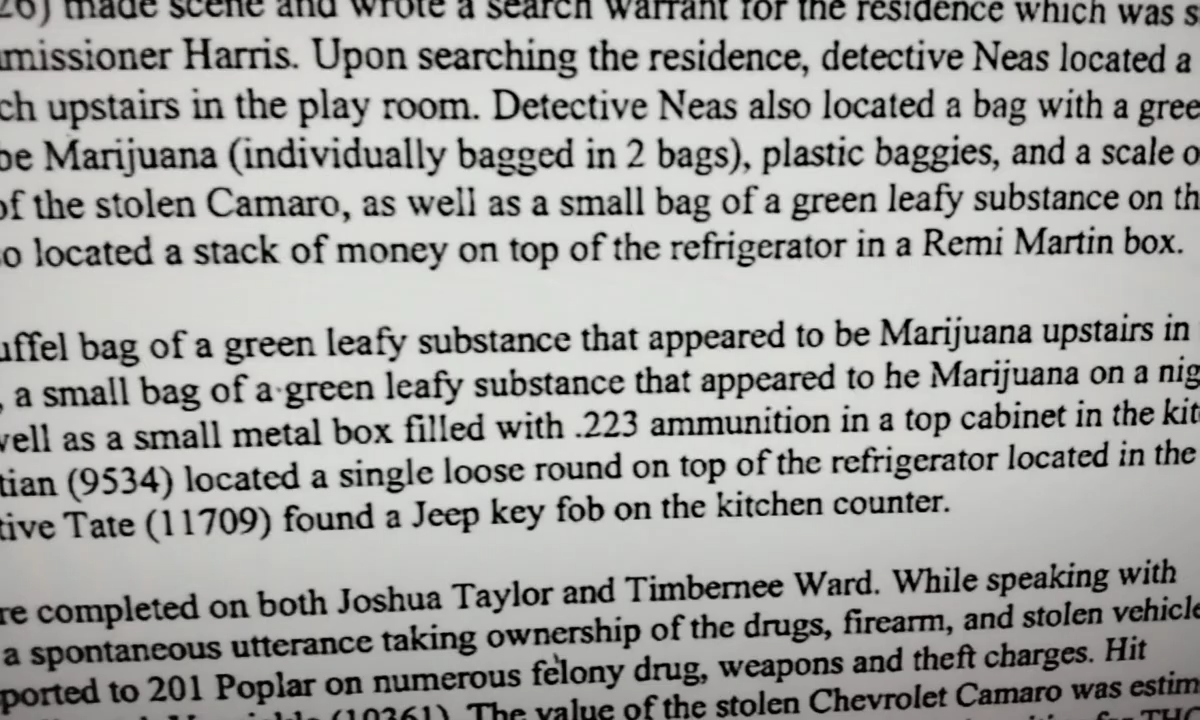 26) made scene and wrote a search warrant for the residence which was s
missioner Harris. Upon searching the residence, detective Neas located a
ch upstairs in the play room. Detective Neas also located a bag with a gree
be Marijuana (individually bagged in 2 bags), plastic baggies, and a scale o
of the stolen Camaro, as well as a small bag of a green leafy substance on th
so located a stack of money on top of the refrigerator in a Remi Martin box.
uffel bag of a green leafy substance that appeared to be Marijuana upstairs in
, a small bag of a green leafy substance that appeared to he Marijuana on a nig
well as a small metal box filled with .223 ammunition in a top cabinet in the kit
tian (9534) located a single loose round on top of the refrigerator located in the
tive Tate (11709) found a Jeep key fob on the kitchen counter.
re completed on both Joshua Taylor and Timbernee Ward. While speaking with
a spontaneous utterance taking ownership of the drugs, firearm, and stolen vehicle
ported to 201 Poplar on numerous felony drug, weapons and theft charges. Hit
(10361). The value of the stolen Chevrolet Camaro was estim